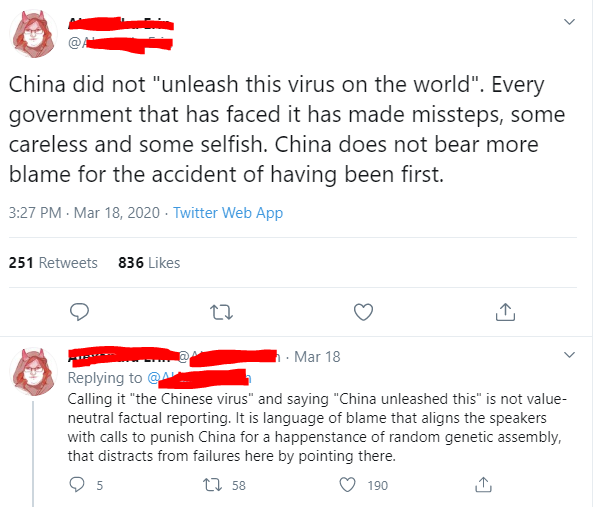 China did not "unleash this virus on the world". Every
government that has faced it has made missteps, some
careless and some selfish. China does not bear more
blame for the accident of having been first.
3:27 PM · Mar 18, 2020 · Twitter Web App
251 Retweets 836 Likes
· Mar 18
Replying to
Calling it "the Chinese virus" and saying "China unleashed this" is not value-
neutral factual reporting. It is language of blame that aligns the speakers
with calls to punish China for a happenstance of random genetic assembly,
that distracts from failures here by pointing there.
5 58 190